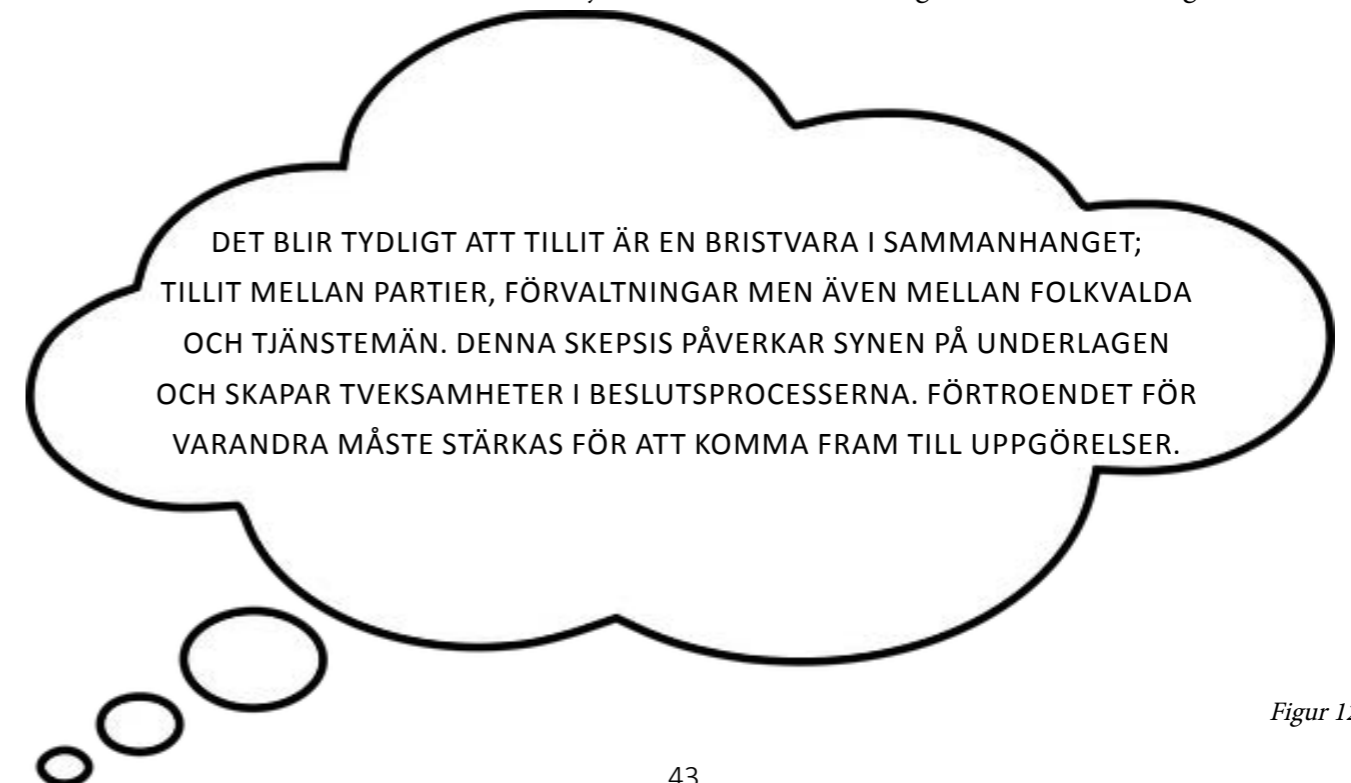 DET BLIR TYDLIGT ATT TILLIT ÄR EN BRISTVARA I SAMMANHANGET;
TILLIT MELLAN PARTIER, FÖRVALTNINGAR MEN ÄVEN MELLAN FOLKVALDA
OCH TJÄNSTEMÄN. DENNA SKEPSIS PÅVERKAR SYNEN PÅ UNDERLAGEN
OCH SKAPAR TVEKSAMHETER I BESLUTSPROCESSERNA. FÖRTROENDET FÖR
VARANDRA MÅSTE STÄRKAS FÖR ATT KOMMA FRAM TILL UPPGÖRELSER.
Figur 12
43